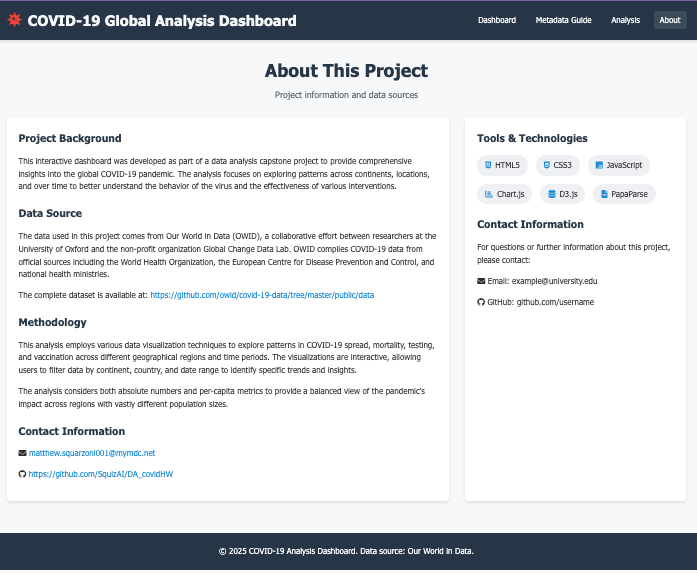 COVID-19 Global Analysis Dashboard
Dashboard
Metadata Guide
Analysis
About
About This Project
Project information and data sources
Project Background
This interactive dashboard was developed as part of a data analysis capstone project to provide comprehensive
insights into the global COVID-19 pandemic. The analysis focuses on exploring patterns across continents, locations,
and over time to better understand the behavior of the virus and the effectiveness of various interventions.
Data Source
The data used in this project comes from Our World in Data (OWID), a collaborative effort between researchers at the
University of Oxford and the non-profit organization Global Change Data Lab. OWID compiles COVID-19 data from
official sources including the World Health Organization, the European Centre for Disease Prevention and Control, and
national health ministries.
The complete dataset is available at: https://github.com/owid/covid-19-data/tree/master/public/data
Methodology
This analysis employs various data visualization techniques to explore patterns in COVID-19 spread, mortality, testing,
and vaccination across different geographical regions and time periods. The visualizations are interactive, allowing
users to filter data by continent, country, and date range to identify specific trends and insights.
The analysis considers both absolute numbers and per-capita metrics to provide a balanced view of the pandemic's
impact across regions with vastly different population sizes.
Contact Information
matthew.squarzoni001@mymdc.net
https://github.com/SquizAI/DA_covidHW
Tools & Technologies
HTML5
CSS3
JavaScript
Chart.js
D3.js
PapaParse
Contact Information
For questions or further information about this project,
please contact:
Email: example@university.edu
GitHub: github.com/username
© 2025 COVID-19 Analysis Dashboard. Data source: Our World in Data.